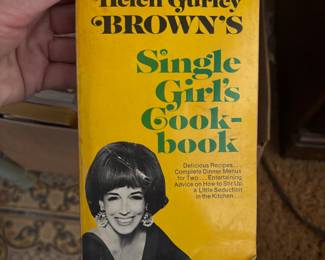 Helen Gurley
BROWN'S
Single
Girl's
Cook-
book
Delicious Recipes...
Complete Dinner Menus
for Two... Entertaining
Advice on How to Stir Up
a Little Seduction
in the Kitchen...